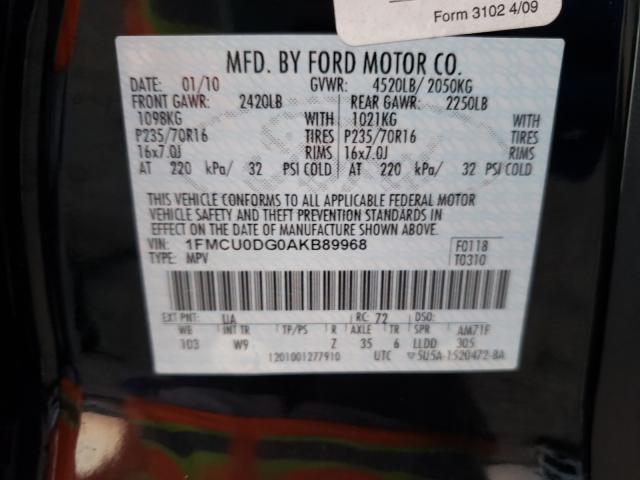 Form 3102 4/09
MFD. BY FORD MOTOR CO.
DATE: 01/10 GVWR: 4520LB/ 2050KG
FRONT GAWR: 2420LB REAR GAWR: 2250LB
1098KG WITH 1021KG WITH
P235/70R16 TIRES P235/70R16 TIRES
16x7.0J RIMS 16x7.0J RIMS
AT 220 kPa/ 32 PSI COLD AT 220 kPa/ 32 PSI COLD
THIS VEHICLE CONFORMS TO ALL APPLICABLE FEDERAL MOTOR
VEHICLE SAFETY AND THEFT PREVENTION STANDARDS IN
EFFECT ON THE DATE OF MANUFACTURE SHOWN ABOVE.
VIN: 1FMCU0DG0AKB89968 F0118
TYPE: MPV T0310
EXT PNT: UA RC: 72 DSO:
WB INT TR TP/PS R AXLE TR SPR AM71F
103 W9 Z 35 6 LLDD 305
1201001277910 UTC 5U5A-1520472-BA